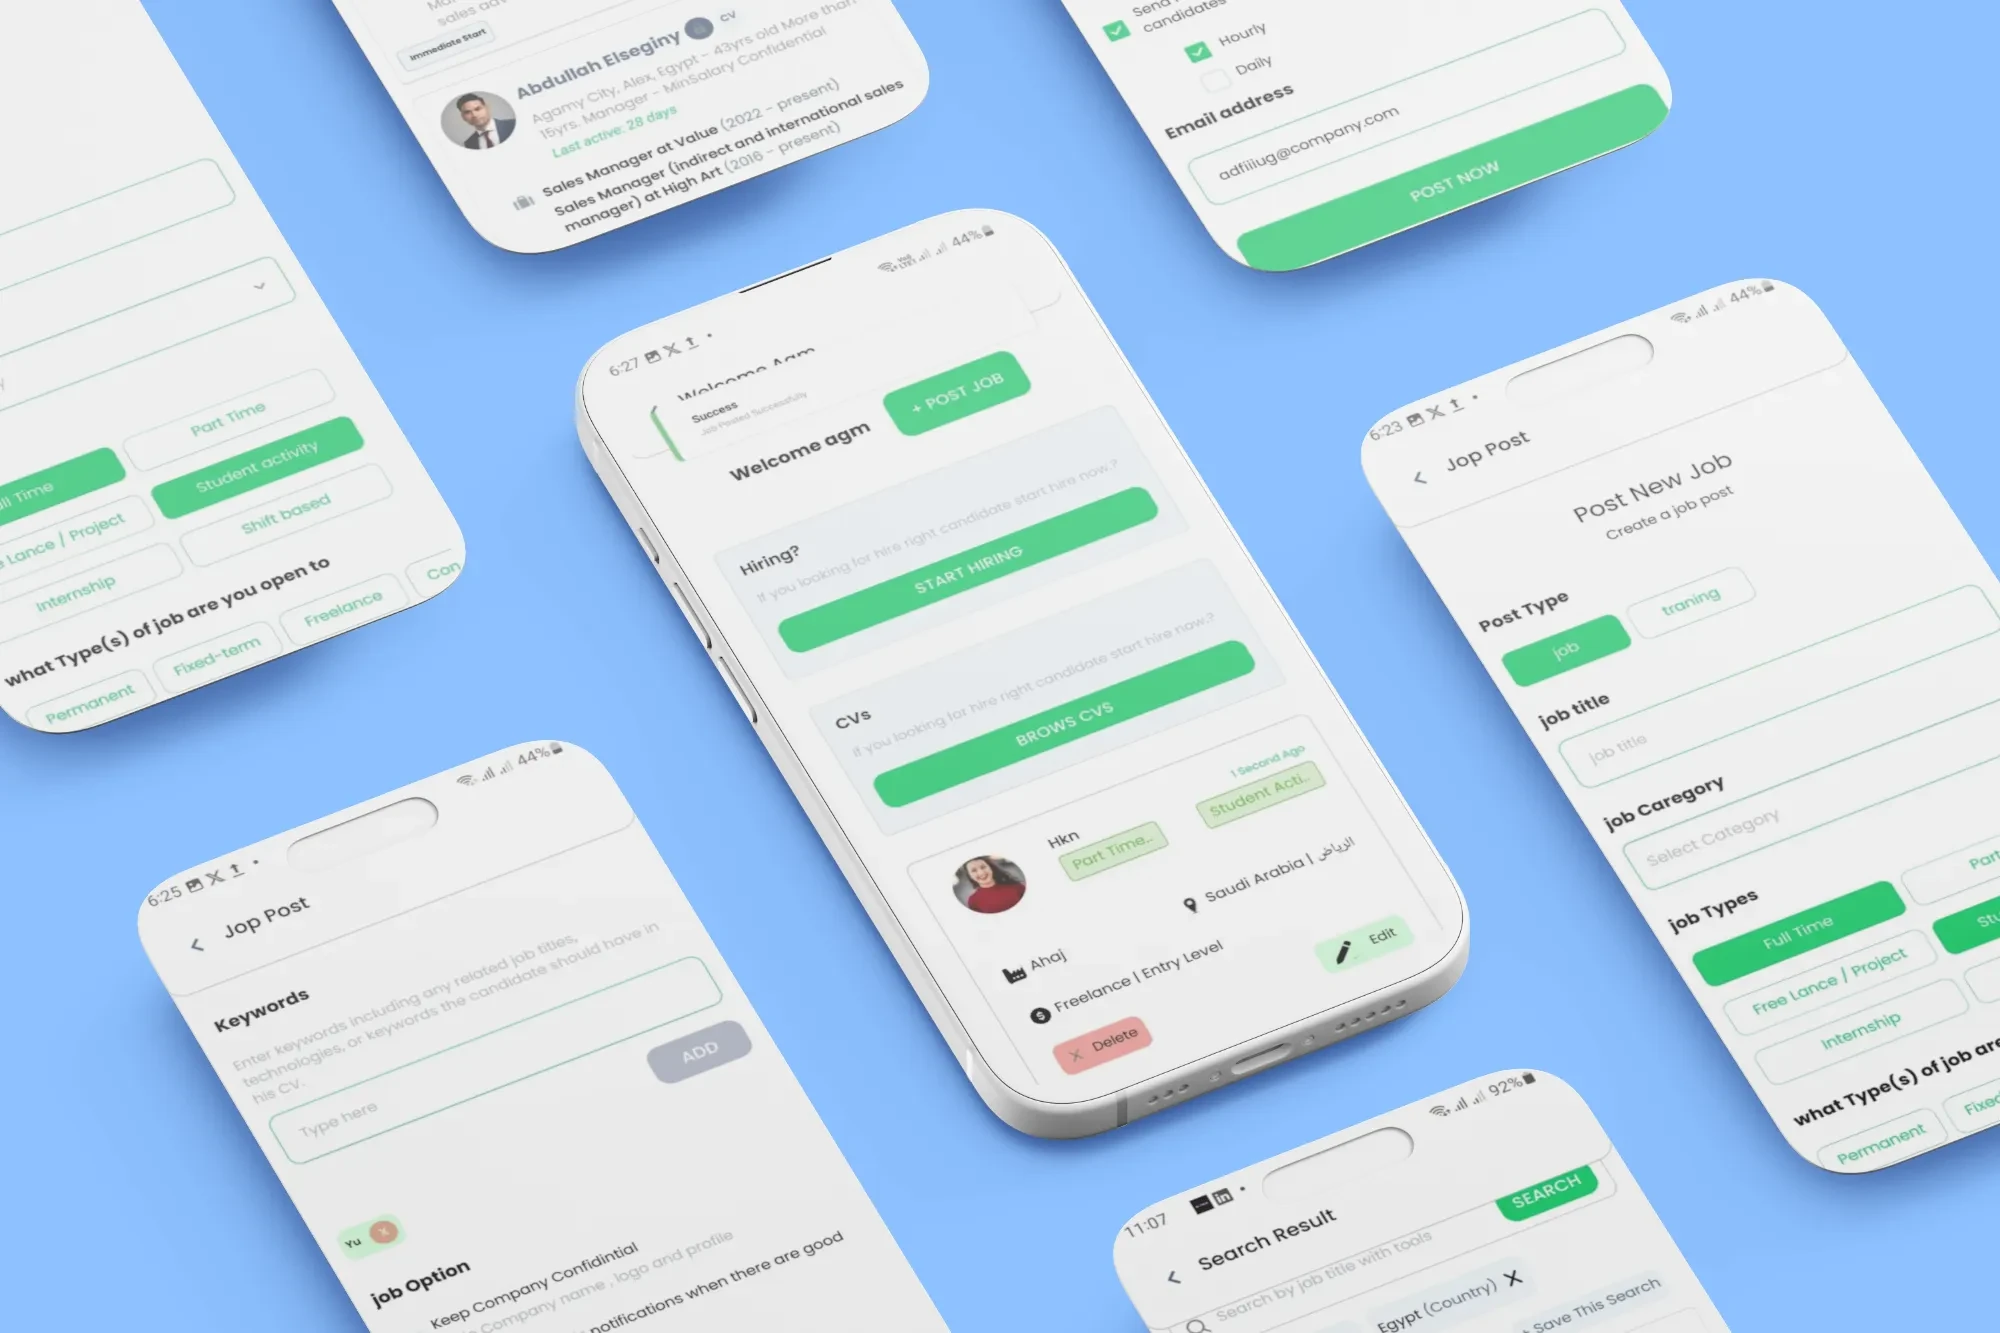 sales adv
Immediate Start
Abdullah Elseginy
CV
Agamy City, Alex, Egypt - 43yrs old More than
15yrs. Manager - MinSalary Confidential
Last active: 28 days
Sales Manager at Value (2022 - present)
Sales Manager (indirect and international sales
manager) at High Art (2016 - present)
Send
candidates
Hourly
Daily
Email address
adfiiiug@company.com
POST NOW
Part Time
ll Time
Student activity
e Lance / Project
Shift based
Internship
what Type(s) of job are you open to
Permanent
Fixed-term
Freelance
Con
6:27
44%
Welcome Agm
Success
Job Posted Successfully
Welcome agm
+ POST JOB
Hiring?
If you looking for hire right candidate start hire now.?
START HIRING
CVs
if you looking for hire right candidate start hire now.?
BROWS CVS
1 Second Ago
Hkn
Part Time..
Student Acti..
Saudi Arabia | الرياض
Ahaj
Freelance | Entry Level
Edit
X Delete
6:23
44%
Jop Post
Post New Job
Create a job post
Post Type
job
traning
job title
job title
job Caregory
Select Category
job Types
Full Time
Part
Free Lance / Project
Stu
Internship
what Type(s) of job are
Permanent
Fixed
6:25
44%
Jop Post
Keywords
Enter keywords including any related job titles,
technologies, or keywords the candidate should have in
his CV.
Type here
ADD
Yu X
job Option
Keep Company Confidintial
company name , logo and profile
notifications when there are good
11:07
92%
Search Result
Search by job title with tools
SEARCH
Egypt (Country) X
Save This Search